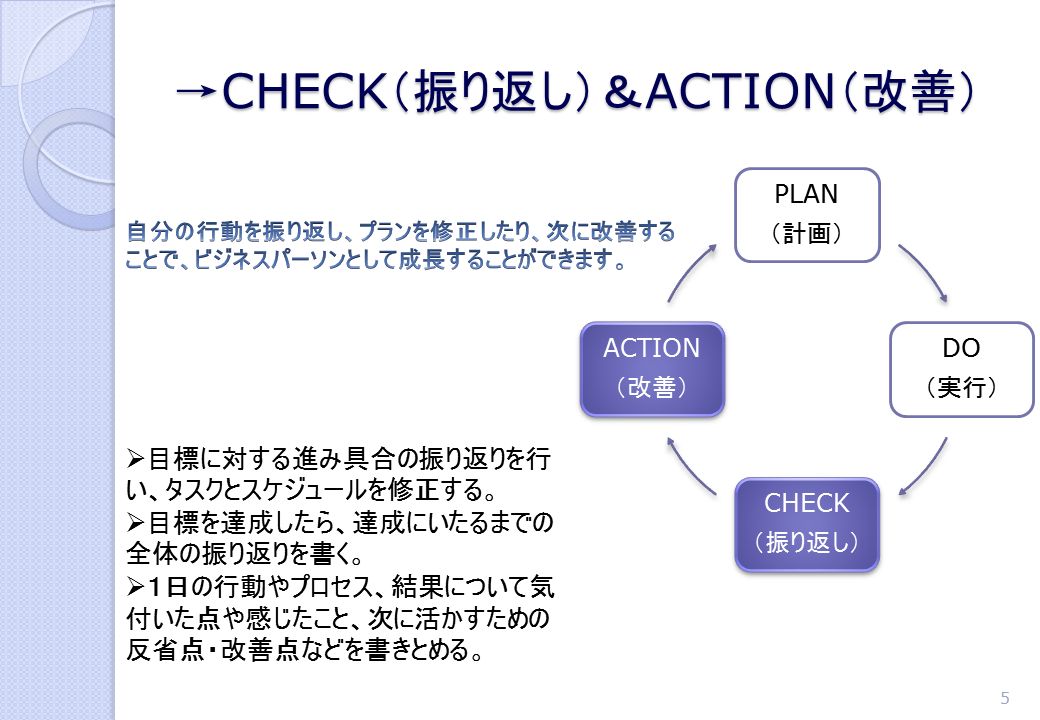 →CHECK（振り返し）&ACTION（改善）
自分の行動を振り返し、プランを修正したり、次に改善する
ことで、ビジネスパーソンとして成長することができます。
PLAN
（計画）
DO
（実行）
CHECK
（振り返し）
ACTION
（改善）
➢目標に対する進み具合の振り返りを行
い、タスクとスケジュールを修正する。
➢目標を達成したら、達成にいたるまでの
全体の振り返りを書く。
➢１日の行動やプロセス、結果について気
付いた点や感じたこと、次に活かすための
反省点・改善点などを書きとめる。
5